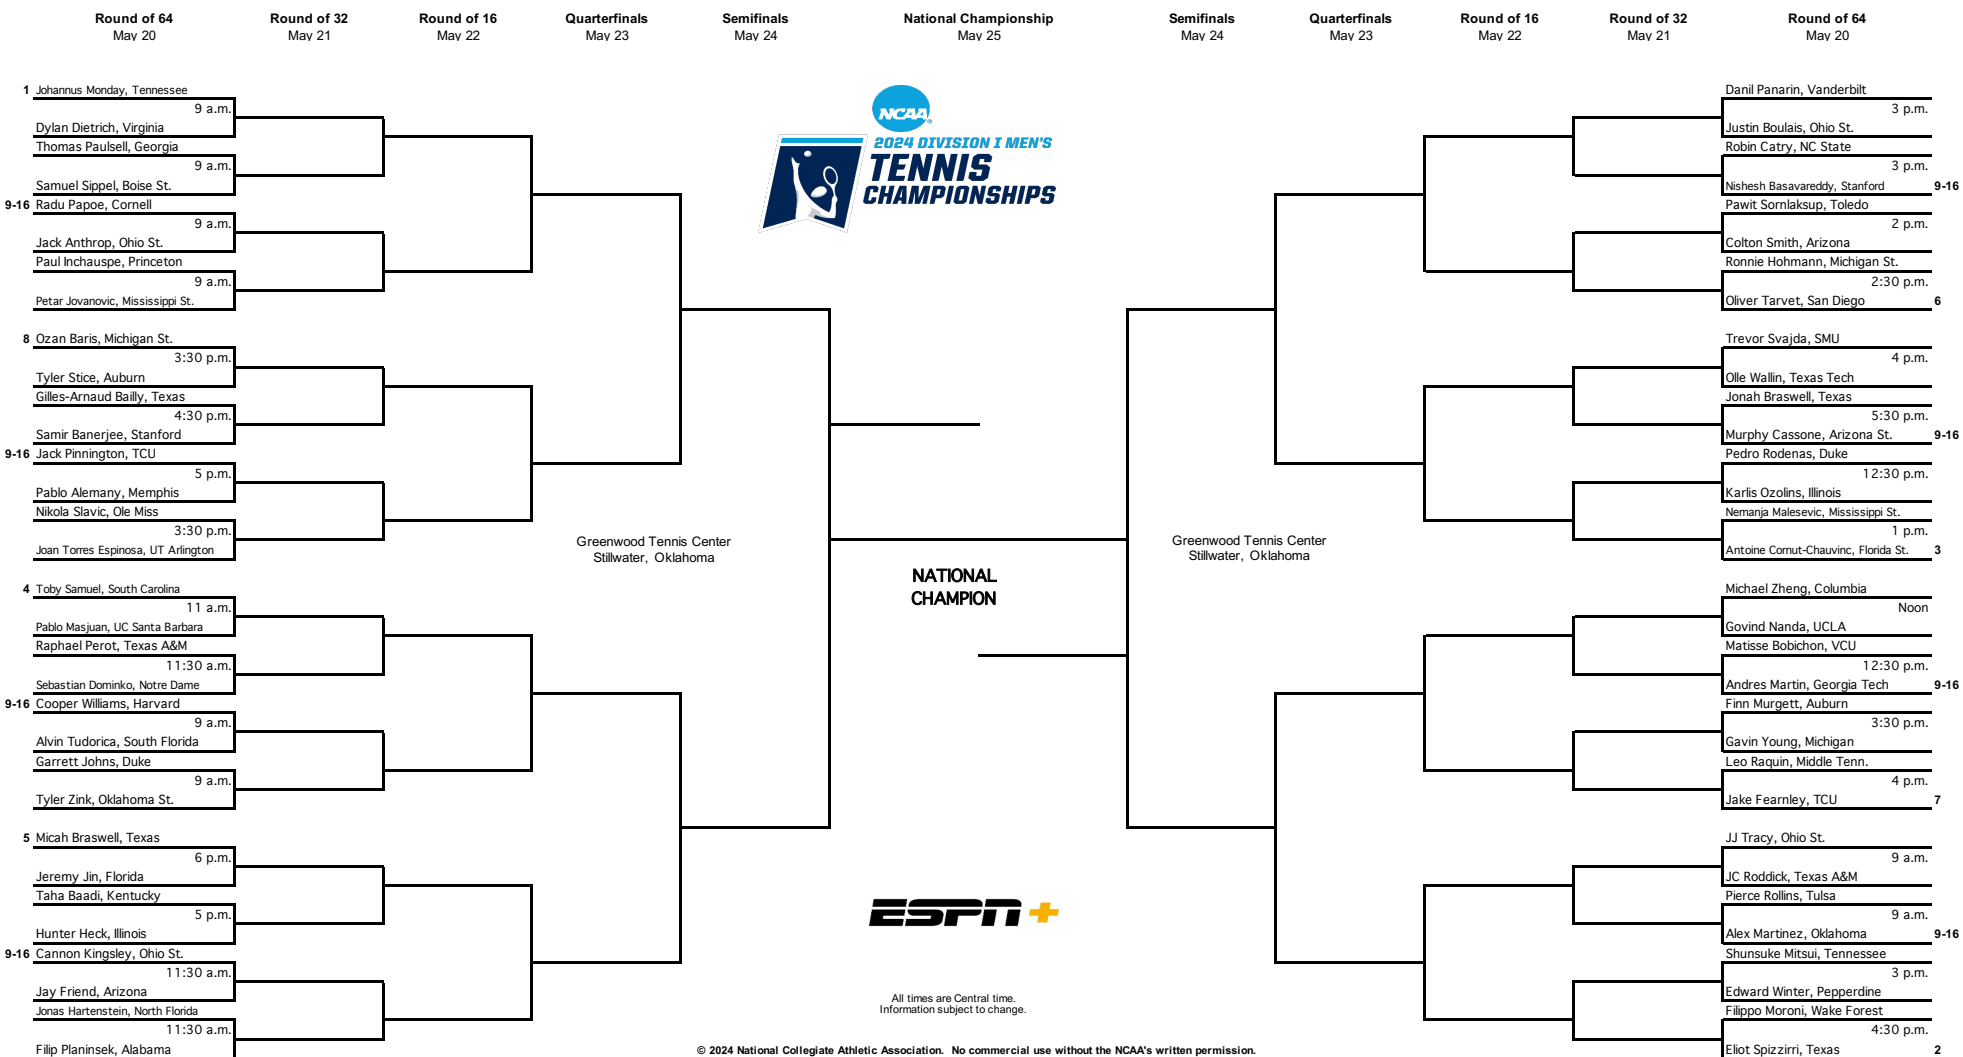 Round of 64 Round of 32 Round of 16 Quarterfinals Semifinals National Championship Semifinals Quarterfinals Round of 16 Round of 32 Round of 64
May 20 May 21 May 22 May 23 May 24 May 25 May 24 May 23 May 22 May 21 May 20
1 Johannus Monday, Tennessee
9 a.m.
Dylan Dietrich, Virginia
Thomas Paulsell, Georgia
9 a.m.
Samuel Sippel, Boise St.
9-16 Radu Papoe, Cornell
9 a.m.
Jack Anthrop, Ohio St.
Paul Inchauspe, Princeton
9 a.m.
Petar Jovanovic, Mississippi St.
8 Ozan Baris, Michigan St.
3:30 p.m.
Tyler Stice, Auburn
Gilles-Arnaud Bailly, Texas
4:30 p.m.
Samir Banerjee, Stanford
9-16 Jack Pinnington, TCU
5 p.m.
Pablo Alemany, Memphis
Nikola Slavic, Ole Miss
3:30 p.m.
Joan Torres Espinosa, UT Arlington
4 Toby Samuel, South Carolina
11 a.m.
Pablo Masjuan, UC Santa Barbara
Raphael Perot, Texas A&M
11:30 a.m.
Sebastian Dominko, Notre Dame
9-16 Cooper Williams, Harvard
9 a.m.
Alvin Tudorica, South Florida
Garrett Johns, Duke
9 a.m.
Tyler Zink, Oklahoma St.
5 Micah Braswell, Texas
6 p.m.
Jeremy Jin, Florida
Taha Baadi, Kentucky
5 p.m.
Hunter Heck, Illinois
9-16 Cannon Kingsley, Ohio St.
11:30 a.m.
Jay Friend, Arizona
Jonas Hartenstein, North Florida
11:30 a.m.
Filip Planinsek, Alabama
NCAA®
2024 DIVISION I MEN'S
TENNIS
CHAMPIONSHIPS
Greenwood Tennis Center
Stillwater, Oklahoma
NATIONAL
CHAMPION
Greenwood Tennis Center
Stillwater, Oklahoma
ESPN+
All times are Central time.
Information subject to change.
© 2024 National Collegiate Athletic Association. No commercial use without the NCAA's written permission.
Danil Panarin, Vanderbilt
3 p.m.
Justin Boulais, Ohio St.
Robin Catry, NC State
3 p.m.
Nishesh Basavareddy, Stanford 9-16
Pawit Sornlaksup, Toledo
2 p.m.
Colton Smith, Arizona
Ronnie Hohmann, Michigan St.
2:30 p.m.
Oliver Tarvet, San Diego 6
Trevor Svajda, SMU
4 p.m.
Olle Wallin, Texas Tech
Jonah Braswell, Texas
5:30 p.m.
Murphy Cassone, Arizona St. 9-16
Pedro Rodenas, Duke
12:30 p.m.
Karlis Ozolins, Illinois
Nemanja Malesevic, Mississippi St.
1 p.m.
Antoine Cornut-Chauvinc, Florida St. 3
Michael Zheng, Columbia
Noon
Govind Nanda, UCLA
Matisse Bobichon, VCU
12:30 p.m.
Andres Martin, Georgia Tech 9-16
Finn Murgett, Auburn
3:30 p.m.
Gavin Young, Michigan
Leo Raquin, Middle Tenn.
4 p.m.
Jake Fearnley, TCU 7
JJ Tracy, Ohio St.
9 a.m.
JC Roddick, Texas A&M
Pierce Rollins, Tulsa
9 a.m.
Alex Martinez, Oklahoma 9-16
Shunsuke Mitsui, Tennessee
3 p.m.
Edward Winter, Pepperdine
Filippo Moroni, Wake Forest
4:30 p.m.
Eliot Spizzirri, Texas 2